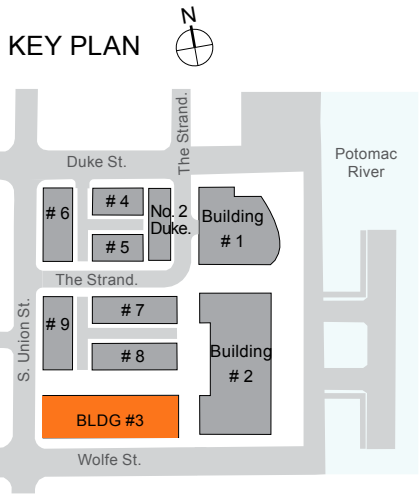 N
KEY PLAN
The Strand.
Duke St.
Potomac
River
# 4
# 6
No. 2
Duke.
Building
# 1
# 5
The Strand.
# 7
# 9
S. Union St.
# 8
Building
# 2
BLDG #3
Wolfe St.